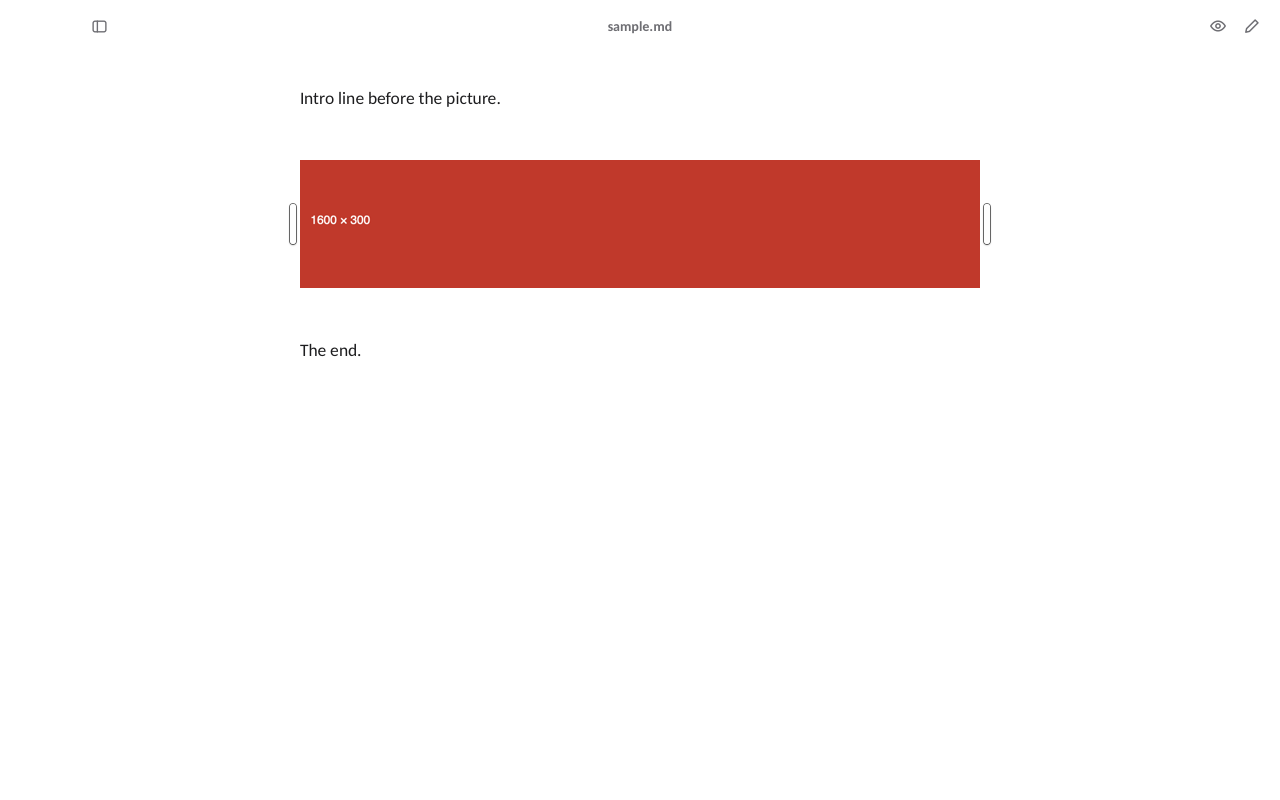 sample.md
Intro line before the picture.
1600 × 300
The end.